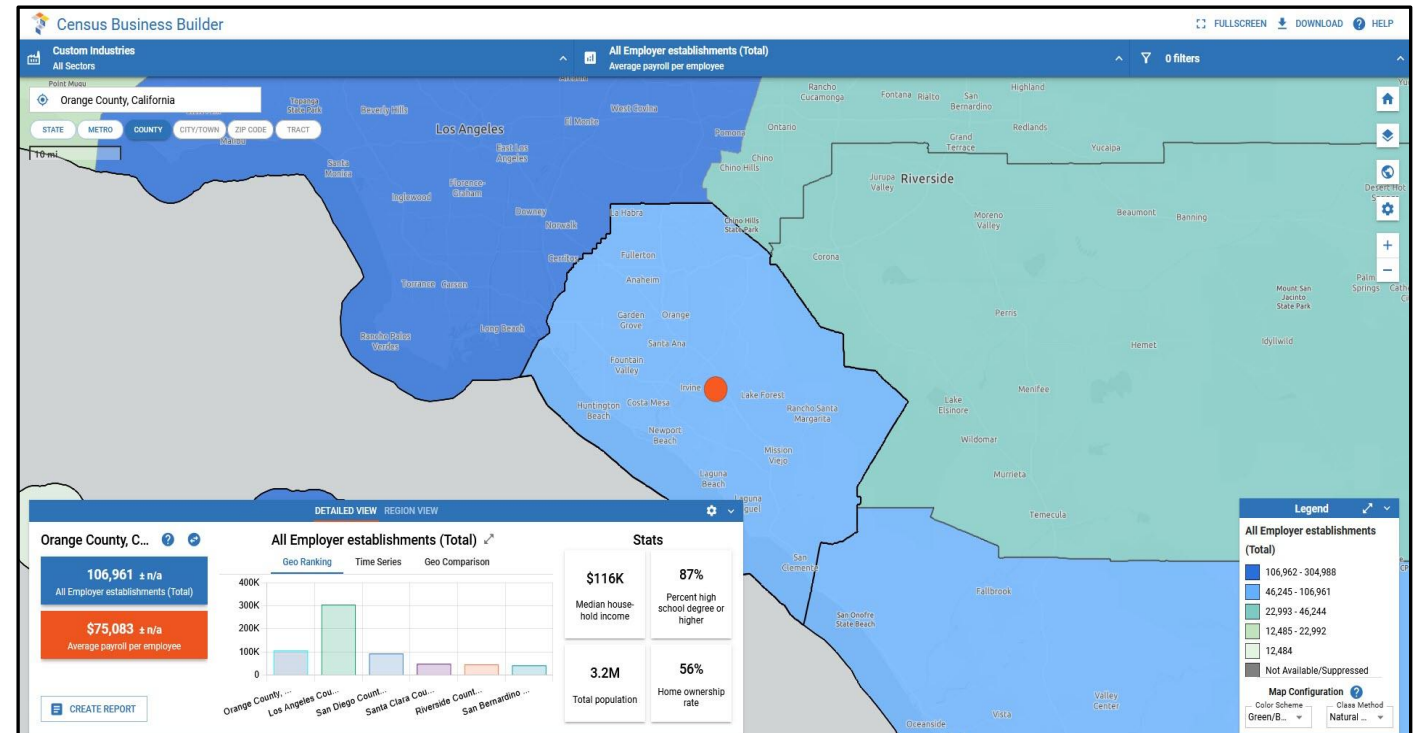 Census Business Builder
FULLSCREEN
DOWNLOAD
HELP
Custom Industries
All Sectors
All Employer establishments (Total)
Average payroll per employee
0 filters
Point Mugu
Orange County, California
STATE
METRO
COUNTY
CITY/TOWN
ZIP CODE
TRACT
10 mi
Topanga
State Park
Beverly Hills
Los Angeles
West Covina
El Monte
East Los
Angeles
Pomona
Ontario
Rancho
Cucamonga
Fontana
Rialto
San
Bernardino
Highland
Redlands
Grand
Terrace
Yucaipa
Chino
Chino Hills
Santa
Monica
Inglewood
Florence-
Graham
Downey
Norwalk
La Habra
Chino Hills
State Park
Jurupa
Valley
Riverside
Moreno
Valley
Beaumont
Banning
Desert Hot
Cerritos
Fullerton
Anaheim
Corona
Torrance
Carson
Long Beach
Rancho Palos
Verdes
Garden
Grove
Orange
Santa Ana
Fountain
Valley
Irvine
Lake Forest
Huntington
Beach
Costa Mesa
Newport
Beach
Rancho Santa
Margarita
Mission
Viejo
Laguna
Beach
Laguna
guel
San
Clemente
San Onofre
State Beach
Perris
Hemet
Idyllwild
Mount San
Jacinto
State Park
Palm
Springs
Cath
Menifee
Lake
Elsinore
Wildomar
Murrieta
Temecula
Fallbrook
Valley
Center
Vista
Oceanside
DETAILED VIEW
REGION VIEW
Orange County, C...
106,961 ± n/a
All Employer establishments (Total)
$75,083 ± n/a
Average payroll per employee
CREATE REPORT
All Employer establishments (Total)
Geo Ranking
Time Series
Geo Comparison
400K
300K
200K
100K
0
Orange County, ...
Los Angeles Cou...
San Diego Count...
Santa Clara Cou...
Riverside Count...
San Bernardino ...
Stats
$116K
Median house-
hold income
87%
Percent high
school degree or
higher
3.2M
Total population
56%
Home ownership
rate
Legend
All Employer establishments
(Total)
106,962 - 304,988
46,245 - 106,961
22,993 - 46,244
12,485 - 22,992
12,484
Not Available/Suppressed
Map Configuration
Color Scheme
Green/B...
Class Method
Natural ...